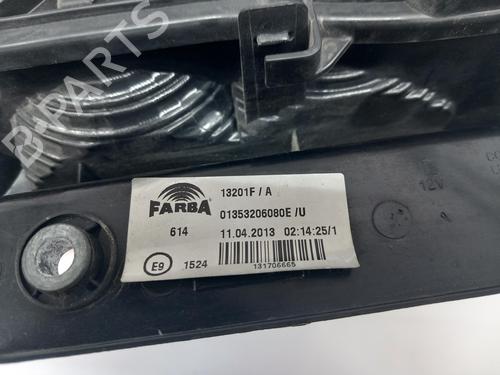 B-PARTS
FARBA
13201F / A
01353206080E /U
614
11.04.2013 02:14:25/1
E9
1524
131706665
12V